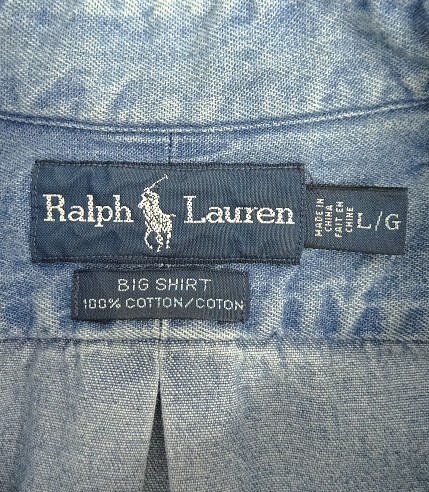 Ralph Lauren
MADE IN
CHINA
FAIT EN
CHINE
L/G
BIG SHIRT
100% COTTON/COTON